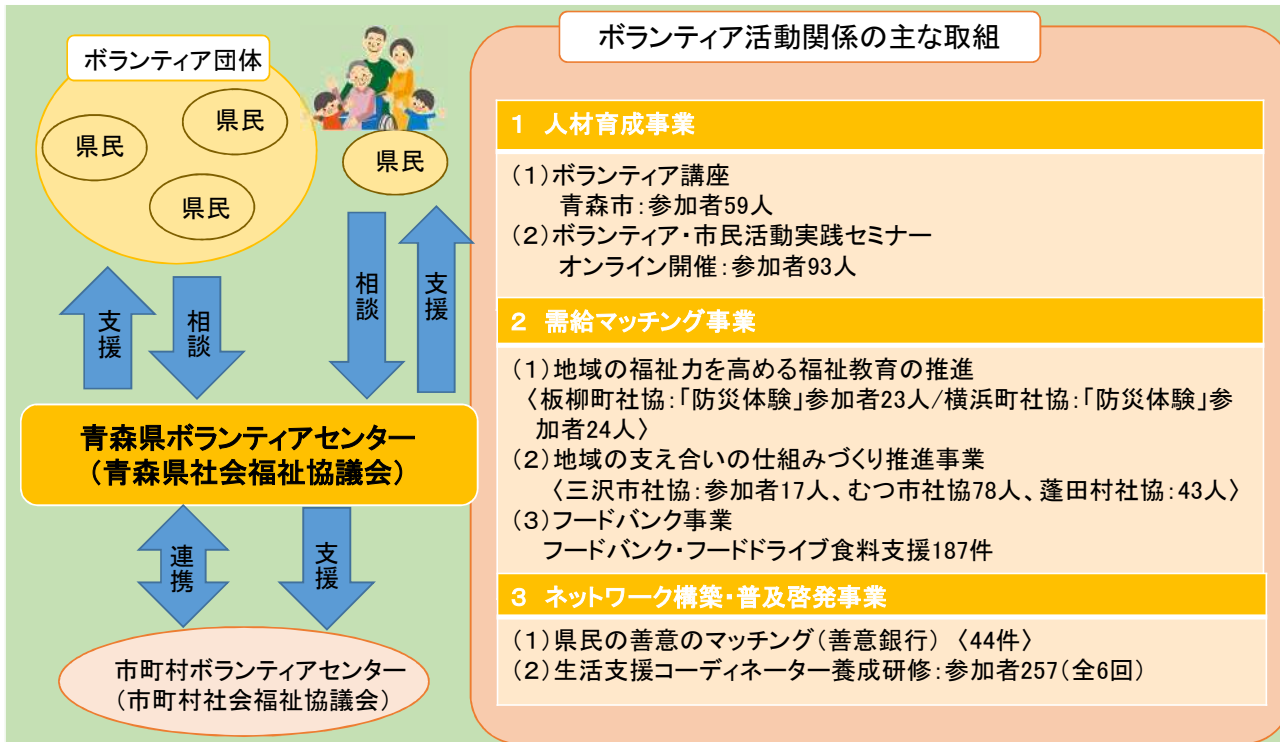 ボランティア団体
県民
県民
県民
県民
支援
相談
相談
支援
青森県ボランティアセンター
（青森県社会福祉協議会）
連携
支援
市町村ボランティアセンター
（市町村社会福祉協議会）
ボランティア活動関係の主な取組
１ 人材育成事業
（１）ボランティア講座
青森市：参加者59人
（２）ボランティア・市民活動実践セミナー
オンライン開催：参加者93人
２ 需給マッチング事業
（１）地域の福祉力を高める福祉教育の推進
〈板柳町社協：「防災体験」参加者23人/横浜町社協：「防災体験」参
加者24人〉
（２）地域の支え合いの仕組みづくり推進事業
〈三沢市社協：参加者17人、むつ市社協78人、蓬田村社協：43人〉
（３）フードバンク事業
フードバンク・フードドライブ食料支援187件
３ ネットワーク構築・普及啓発事業
（１）県民の善意のマッチング（善意銀行）〈44件〉
（２）生活支援コーディネーター養成研修：参加者257（全6回）